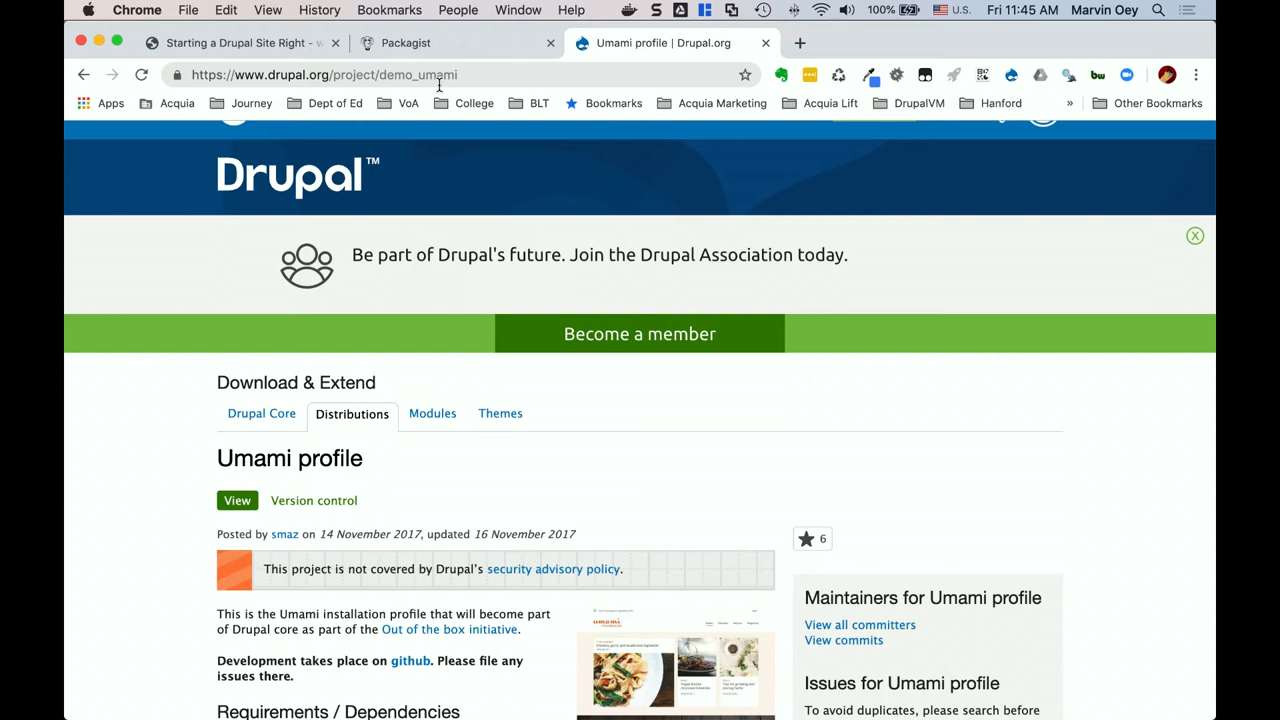 Chrome File Edit View History Bookmarks People Window Help 100% U.S. Fri 11:45 AM Marvin Oey
Starting a Drupal Site Right - Packagist Umami profile | Drupal.org
https://www.drupal.org/project/demo_umami
Apps Acquia Journey Dept of Ed VoA College BLT Bookmarks Acquia Marketing Acquia Lift DrupalVM Hanford » Other Bookmarks
Drupal™
Be part of Drupal's future. Join the Drupal Association today.
Become a member
Download & Extend
Drupal Core Distributions Modules Themes
Umami profile
View Version control
Posted by smaz on 14 November 2017, updated 16 November 2017
6
This project is not covered by Drupal's security advisory policy.
This is the Umami installation profile that will become part
of Drupal core as part of the Out of the box initiative.
Development takes place on github. Please file any
issues there.
Requirements / Dependencies
umami
Maintainers for Umami profile
View all committers
View commits
Issues for Umami profile
To avoid duplicates, please search before